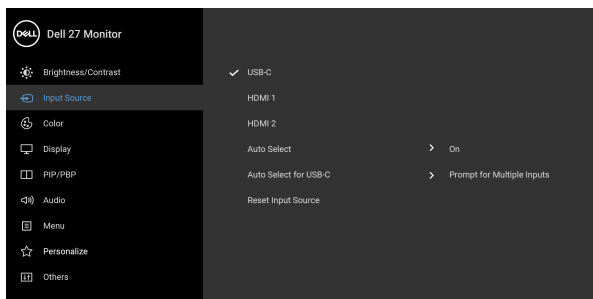 DELL Dell 27 Monitor
Brightness/Contrast
Input Source
Color
Display
PIP/PBP
Audio
Menu
Personalize
Others
USB-C
HDMI 1
HDMI 2
Auto Select On
Auto Select for USB-C Prompt for Multiple Inputs
Reset Input Source